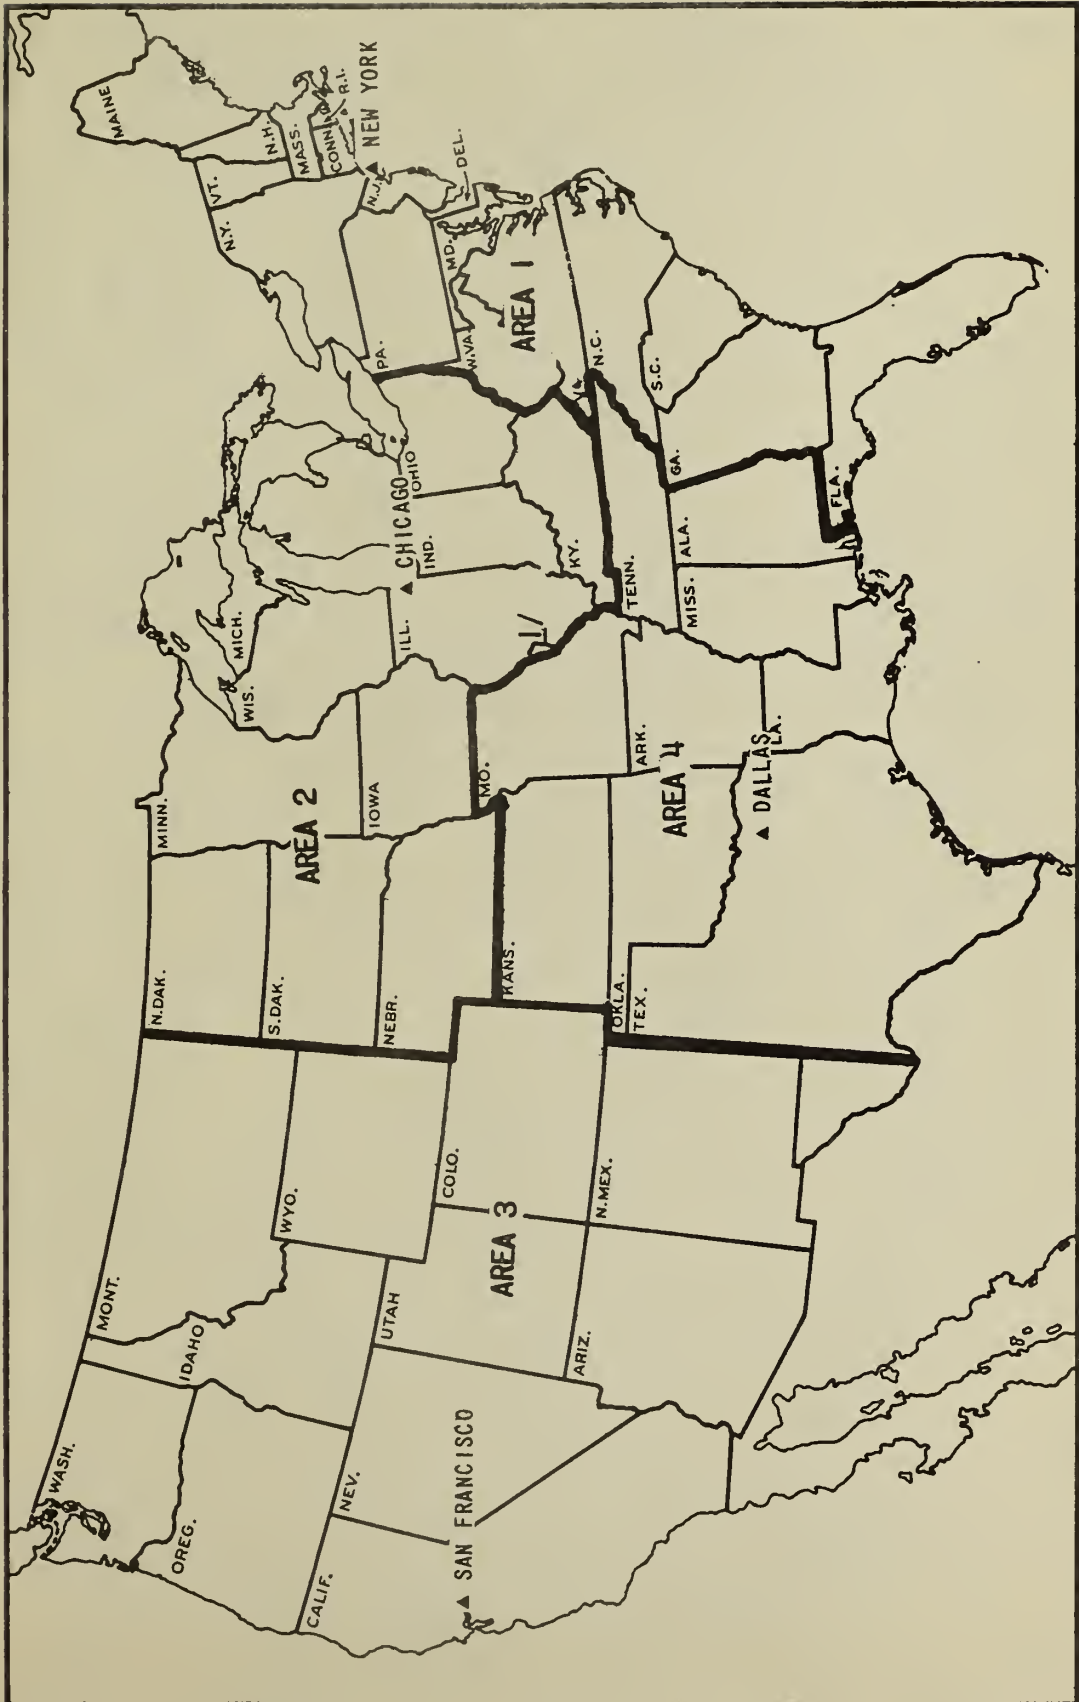 WASH.
MONT.
N.DAK.
MINN.
OREG.
IDAHO
WYO.
S.DAK.
AREA 2
WIS.
MICH.
VT.
N.H.
MAINE
N.Y.
MASS.
CONN.
R.I.
NEW YORK
CALIF.
NEV.
UTAH
COLO.
NEBR.
IOWA
ILL.
CHICAGO
IND.
OHIO
PA.
N.J.
MD.
DEL.
W.VA.
SAN FRANCISCO
AREA 3
KANS.
MO.
1/
KY.
AREA 1
ARIZ.
N.MEX.
OKLA.
TEX.
ARK.
AREA 4
TENN.
N.C.
S.C.
MISS.
ALA.
GA.
DALLAS
LA.
FLA.